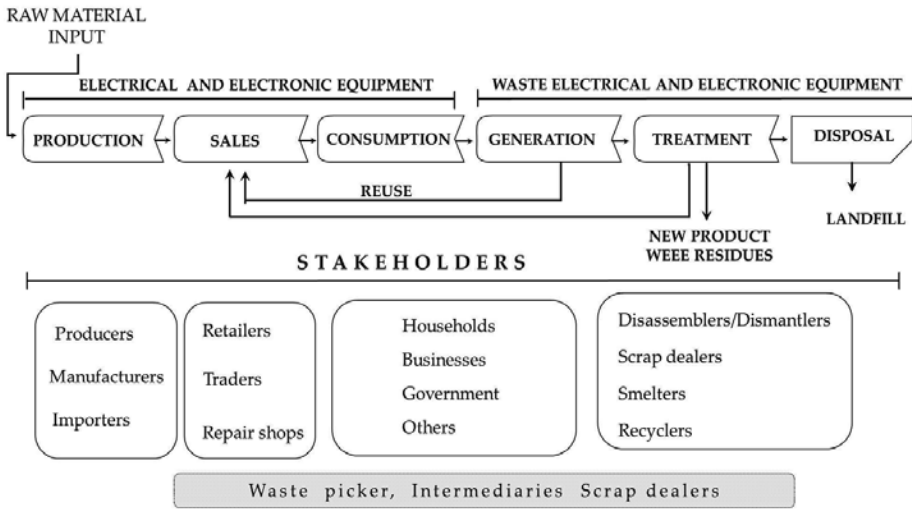 RAW MATERIAL
INPUT
ELECTRICAL AND ELECTRONIC EQUIPMENT
WASTE ELECTRICAL AND ELECTRONIC EQUIPMENT
PRODUCTION
SALES
CONSUMPTION
GENERATION
TREATMENT
DISPOSAL
REUSE
LANDFILL
NEW PRODUCT
WEEE RESIDUES
STAKEHOLDERS
Producers
Manufacturers
Importers
Retailers
Traders
Repair shops
Households
Businesses
Government
Others
Disassemblers/Dismantlers
Scrap dealers
Smelters
Recyclers
Waste picker, Intermediaries Scrap dealers